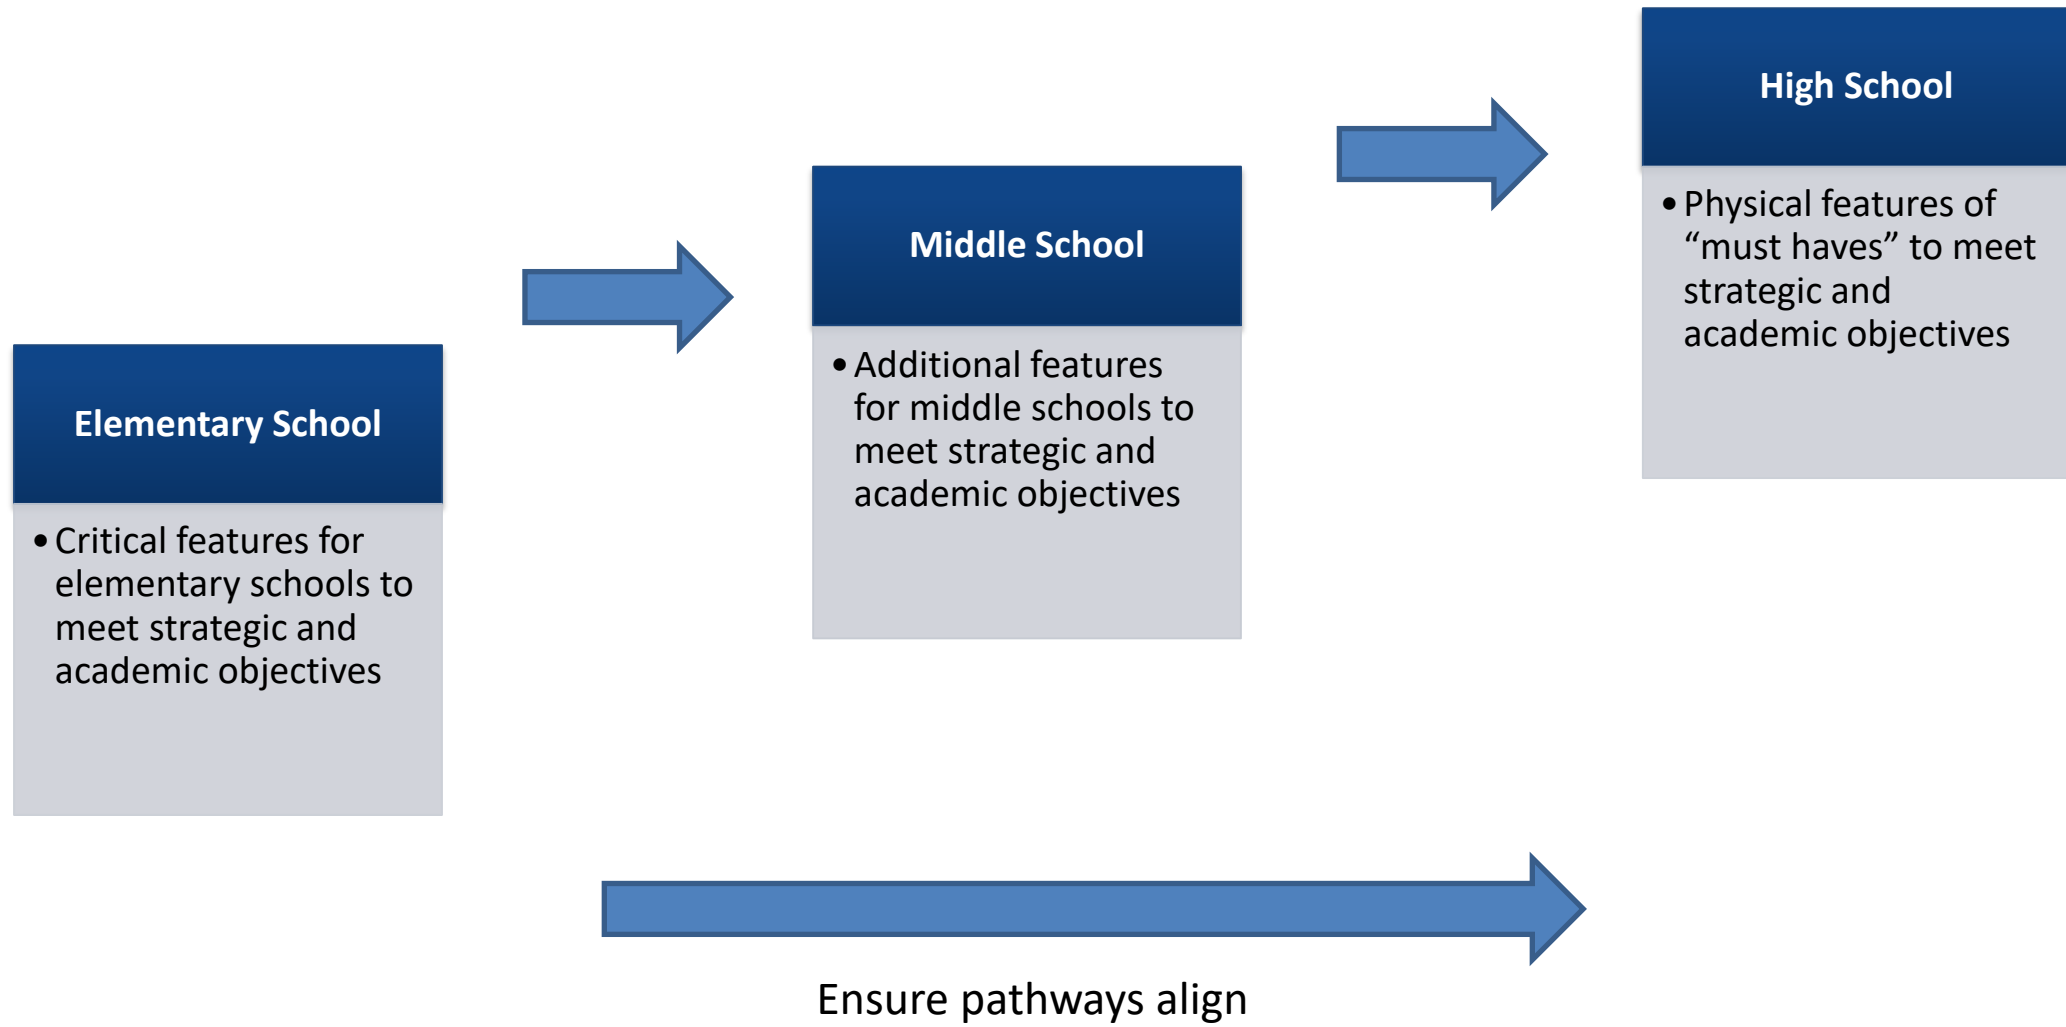 Elementary School
• Critical features for
elementary schools to
meet strategic and
academic objectives
Middle School
• Additional features
for middle schools to
meet strategic and
academic objectives
High School
• Physical features of
“must haves” to meet
strategic and
academic objectives
Ensure pathways align